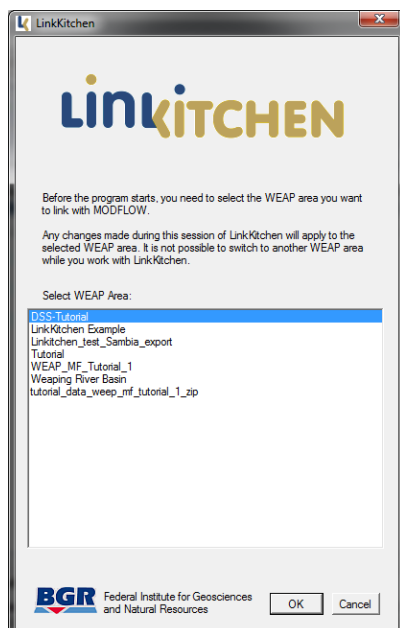 LinkKitchen
LinkKitchen
Before the program starts, you need to select the WEAP area you want
to link with MODFLOW.
Any changes made during this session of LinkKitchen will apply to the
selected WEAP area. It is not possible to switch to another WEAP area
while you work with LinkKitchen.
Select WEAP Area:
DSS-Tutorial
LinkKitchen Example
Linkitchen_test_Sambia_export
Tutorial
WEAP_MF_Tutorial_1
Weaping River Basin
tutorial_data_weep_mf_tutorial_1_zip
BGR Federal Institute for Geosciences
and Natural Resources
OK Cancel